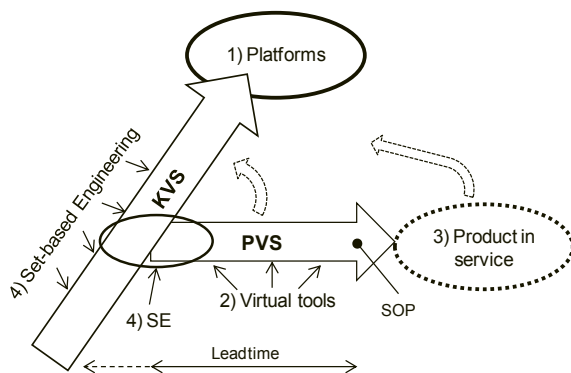 1) Platforms
4) Set-based Engineering
KVS
PVS
3) Product in
service
2) Virtual tools
4) SE
SOP
Leadtime